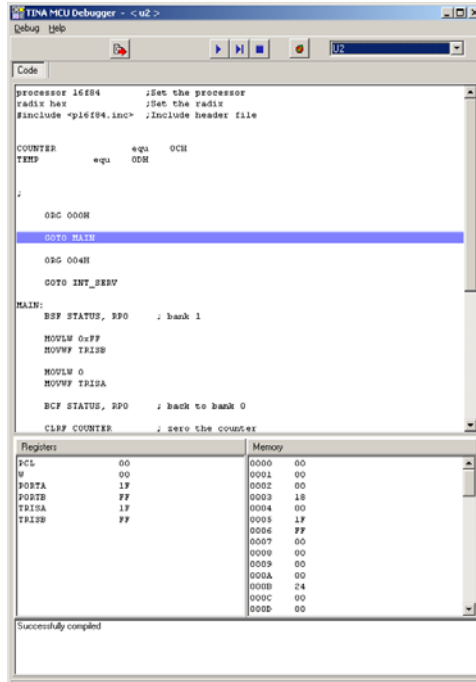 TINA MCU Debugger - < u2 >
Debug Help
U2
Code
processor 16f84 ;Set the processor
radix hex ;Set the radix
$include <p16f84.inc> ;Include header file
COUNTER equ 0CH
TEMP equ 0DH
;
ORG 000H
GOTO MAIN
ORG 004H
GOTO INT_SERV
MAIN:
BSF STATUS, RP0 ; bank 1
MOVLW 0xFF
MOVWF TRISB
MOVLW 0
MOVWF TRISA
BCF STATUS, RP0 ; back to bank 0
CLRF COUNTER ; zero the counter
Registers
PCL 00
W 00
PORTA 1F
PORTB FF
TRISA 1F
TRISB FF
Memory
0000 00
0001 00
0002 00
0003 18
0004 00
0005 1F
0006 FF
0007 00
0008 00
0009 00
000A 00
000B 24
000C 00
000D 00
Successfully compiled